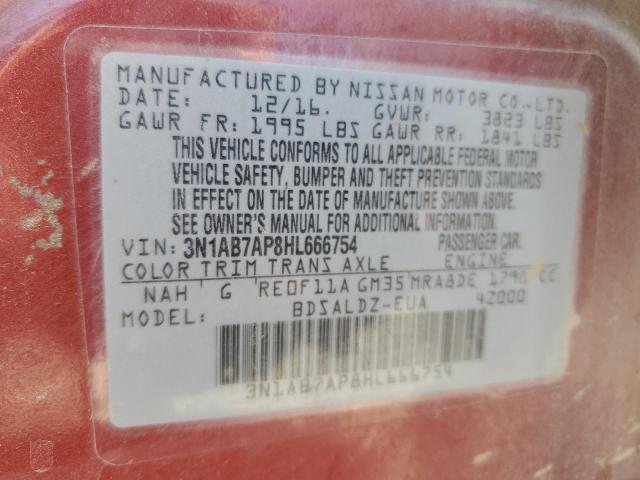 MANUFACTURED BY NISSAN MOTOR CO.,LTD.
DATE: 12/16. GVWR: 3823 LBS
GAWR FR: 1995 LBS GAWR RR: 1841 LBS
THIS VEHICLE CONFORMS TO ALL APPLICABLE FEDERAL MOTOR
VEHICLE SAFETY, BUMPER AND THEFT PREVENTION STANDARDS
IN EFFECT ON THE DATE OF MANUFACTURE SHOWN ABOVE.
SEE OWNER'S MANUAL FOR ADDITIONAL INFORMATION.
VIN: 3N1AB7AP8HL666754 PASSENGER CAR.
COLOR TRIM TRANS AXLE ENGINE
NAH G RE0F11A GM35 MRA8DE 1798 CC
MODEL: BDSALDZ-EUA 42000
3N1AB7AP8HL666754